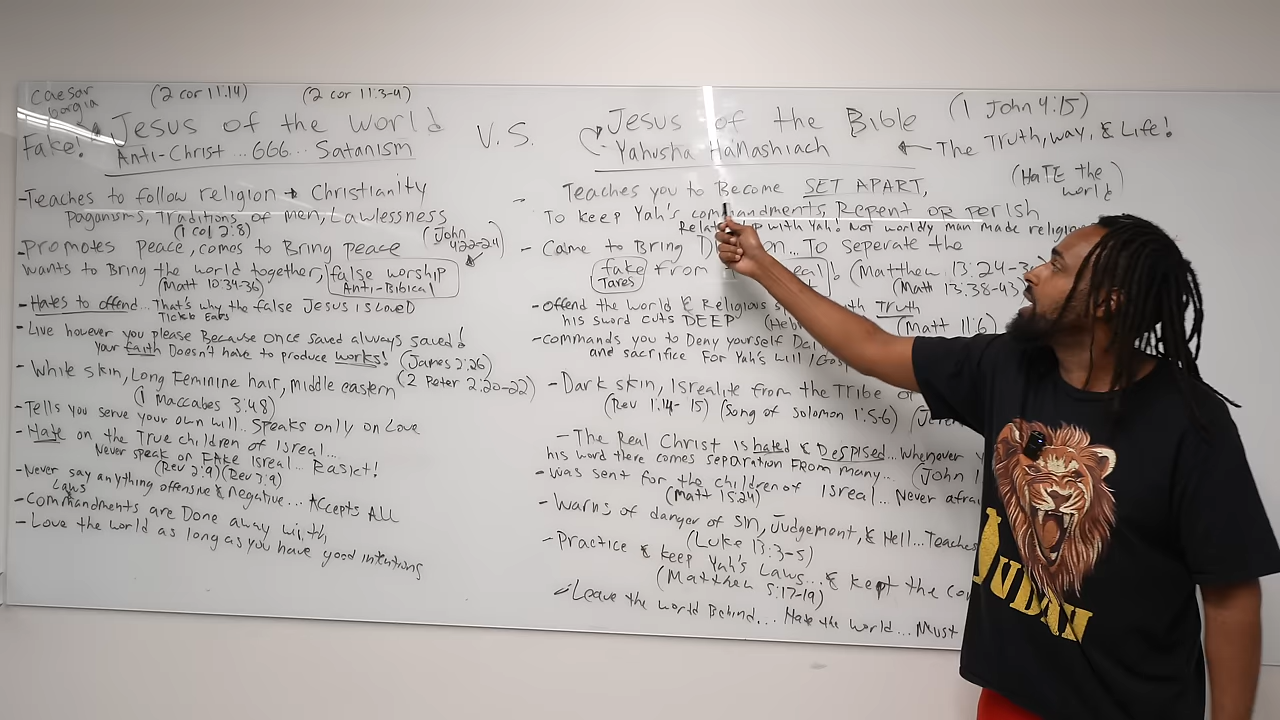 Caesar
borgia
(2 cor 11:14)
(2 cor 11:3-4)
Fake!
Jesus of the World
Anti-Christ...666... Satanism
-Teaches to follow religion → Christianity
Paganisms, Traditions of men, Lawlessness
(1 col 2:8)
-Promotes peace, comes to Bring peace
(John 4:22-24)
wants to Bring the world together,
(Matt 10:34-36)
false worship
Anti-Biblical
-Hates to offend... That's why the false Jesus is Loved
Tickle Ears
-Live however you please Because once saved always saved!
your faith Doesn't have to produce works! (James 2:26)
(2 Peter 2:20-22)
-White skin, Long Feminine hair, middle eastern
(1 Maccabes 3:48)
-Tells you serve your own will.. Speaks only on Love
-Hate on the True children of Isreal...
Never speak on FAke Isreal... Rasict!
(Rev 2:9) (Rev 3:9)
-Never say anything offensive & negative... Accepts All
Laws
-Commandments are Done away with
-Love the world as long as you have good intentions
V.S.
Jesus of the Bible
(1 John 4:15)
Yahusha HaMashiach
← The Truth, way, & Life!
(HaTE the world)
- Teaches you to Become SET APART,
To keep Yah's commandments, Repent OR perish
Relationship with Yah! Not worldly man made religion
- Came to Bring To Seperate the
fake
Tares
from
(Matthew 13:24-3
(Matt 13:38-43)
-Offend the world & Religious with Truth
his sword cuts DEEP
(Matt 11:6)
-commands you to Deny yourself
and sacrifice For Yah's will
-Dark skin, Isrealite from the Tribe of
(Rev 1:14-15) (Song of Solomon 1:5-6)
-The Real Christ is hated & Despised... Whenever
his word there comes separation FROM many... (John
-Was sent for the children of Isreal... Never afrai
(Matt 15:24)
-Warns of danger of Sin, Judgement, & Hell... Teaches
(Luke 13:3-5)
-Practice & keep Yah's Laws... & kept the co
(Matthew 5:17-19)
-Leave the world Behind... Hate the world... Must
JUDAH